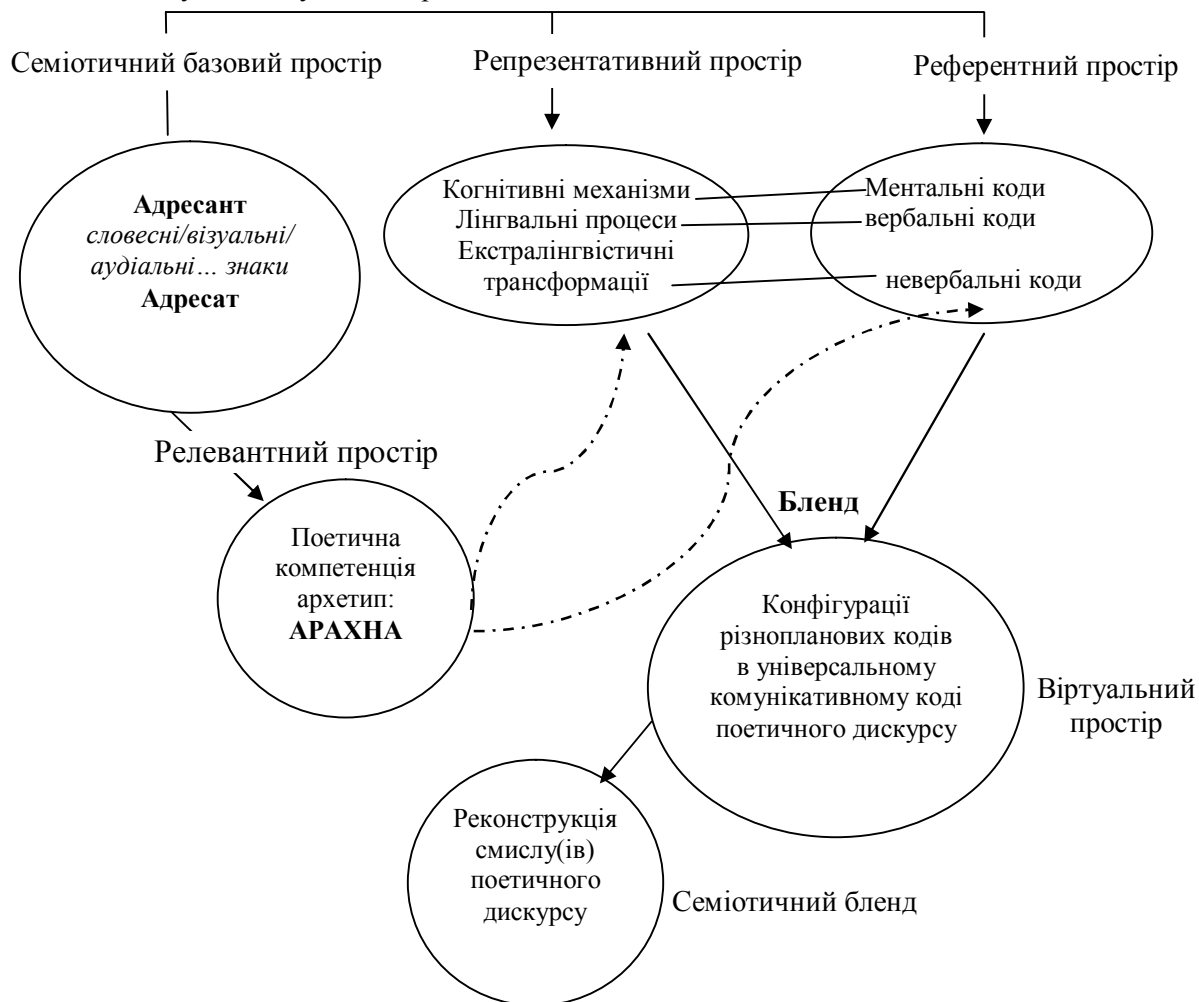 Семіотичний базовий простір
Репрезентативний простір
Референтний простір
Адресант
словесні/візуальні/
аудіальні… знаки
Адресат
Когнітивні механізми
Лінгвальні процеси
Екстралінгвістичні
трансформації
Ментальні коди
вербальні коди
невербальні коди
Релевантний простір
Поетична
компетенція
архетип:
АРАХНА
Бленд
Конфігурації
різнопланових кодів
в універсальному
комунікативному коді
поетичного дискурсу
Віртуальний
простір
Реконструкція
смислу(ів)
поетичного
дискурсу
Семіотичний бленд